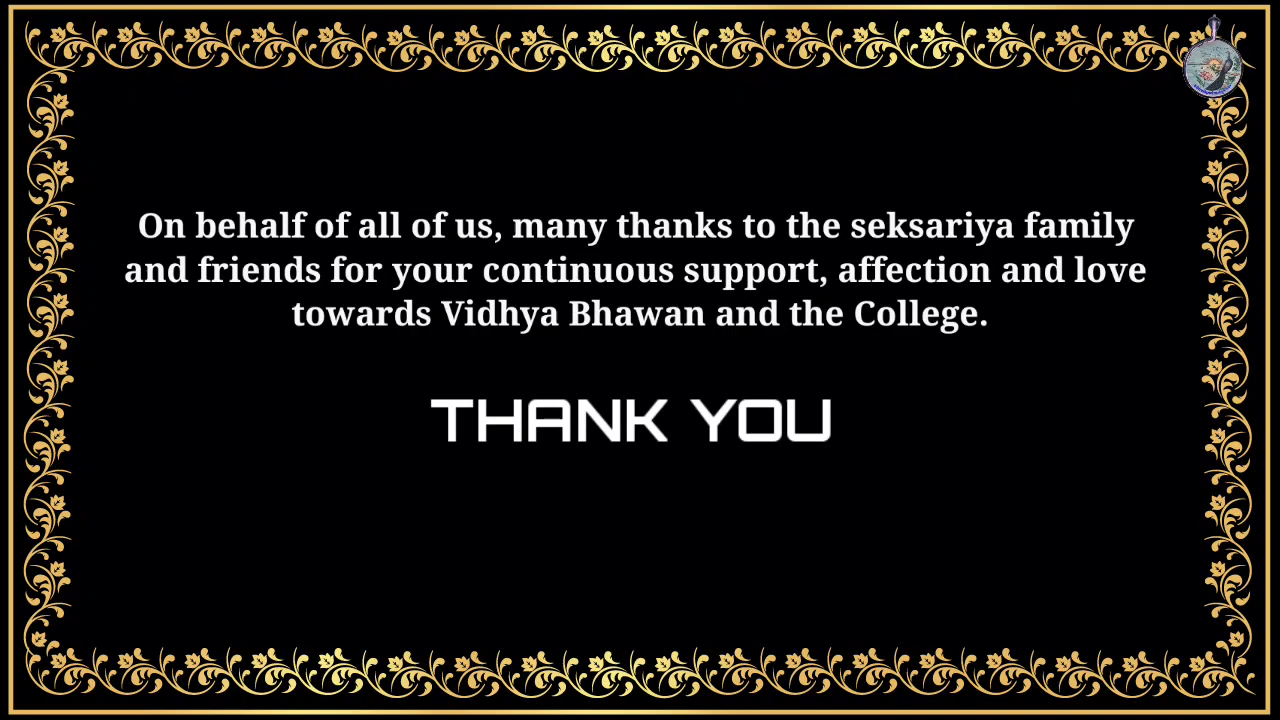 On behalf of all of us, many thanks to the seksariya family
and friends for your continuous support, affection and love
towards Vidhya Bhawan and the College.
THANK YOU